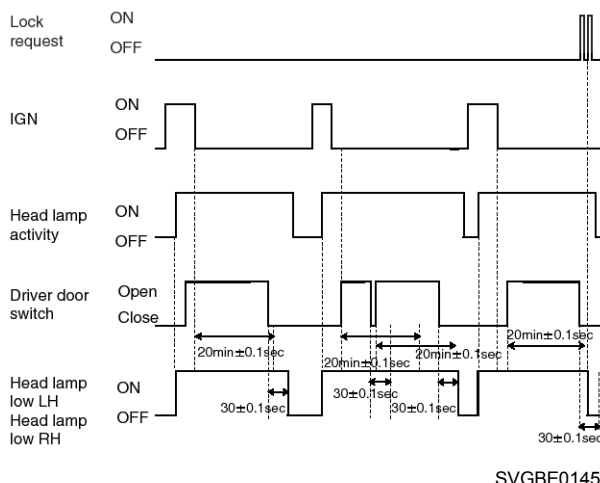 Lock
request
ON
OFF
IGN
ON
OFF
Head lamp
activity
ON
OFF
Driver door
switch
Open
Close
20min±0.1sec
20min±0.1sec
20min±0.1sec
20min±0.1sec
Head lamp
low LH
Head lamp
low RH
ON
OFF
30±0.1sec
30±0.1sec
30±0.1sec
30±0.1sec
SVGBE0145